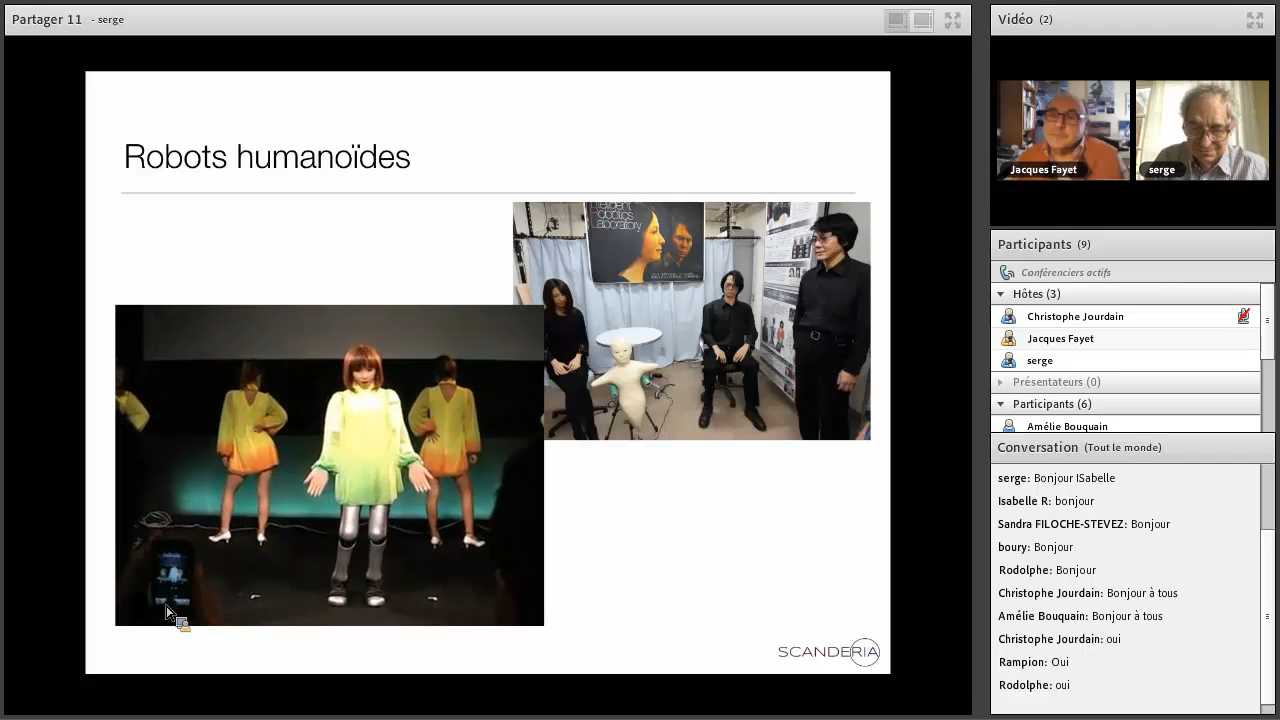 Partager 11 - serge
Robots humanoïdes
Robotics
Laboratory
SCANDERIA
Vidéo (2)
Jacques Fayet
serge
Participants (9)
Conférenciers actifs
Hôtes (3)
Christophe Jourdain
Jacques Fayet
serge
Présentateurs (0)
Participants (6)
Amélie Bouquain
Conversation (Tout le monde)
serge: Bonjour ISabelle
Isabelle R: bonjour
Sandra FILOCHE-STEVEZ: Bonjour
boury: Bonjour
Rodolphe: Bonjour
Christophe Jourdain: Bonjour à tous
Amélie Bouquain: Bonjour à tous
Christophe Jourdain: oui
Rampion: Oui
Rodolphe: oui